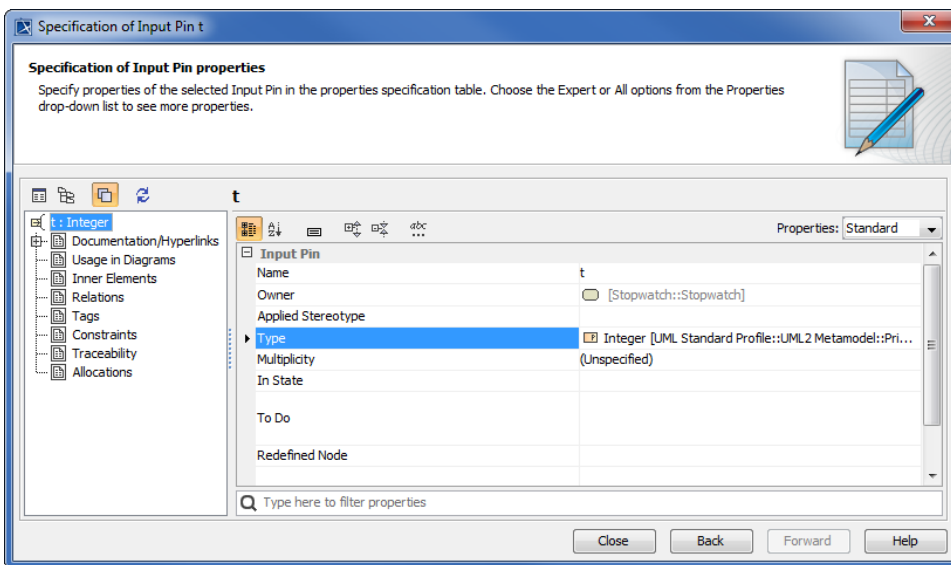 Specification of Input Pin t
x
Specification of Input Pin properties
Specify properties of the selected Input Pin in the properties specification table. Choose the Expert or All options from the Properties
drop-down list to see more properties.
t
t : Integer
Documentation/Hyperlinks
Usage in Diagrams
Inner Elements
Relations
Tags
Constraints
Traceability
Allocations
abc
Properties: Standard
Input Pin
Name t
Owner [Stopwatch::Stopwatch]
Applied Stereotype
Type Integer [UML Standard Profile::UML2 Metamodel::Pri...
Multiplicity (Unspecified)
In State
To Do
Redefined Node
Type here to filter properties
Close Back Forward Help